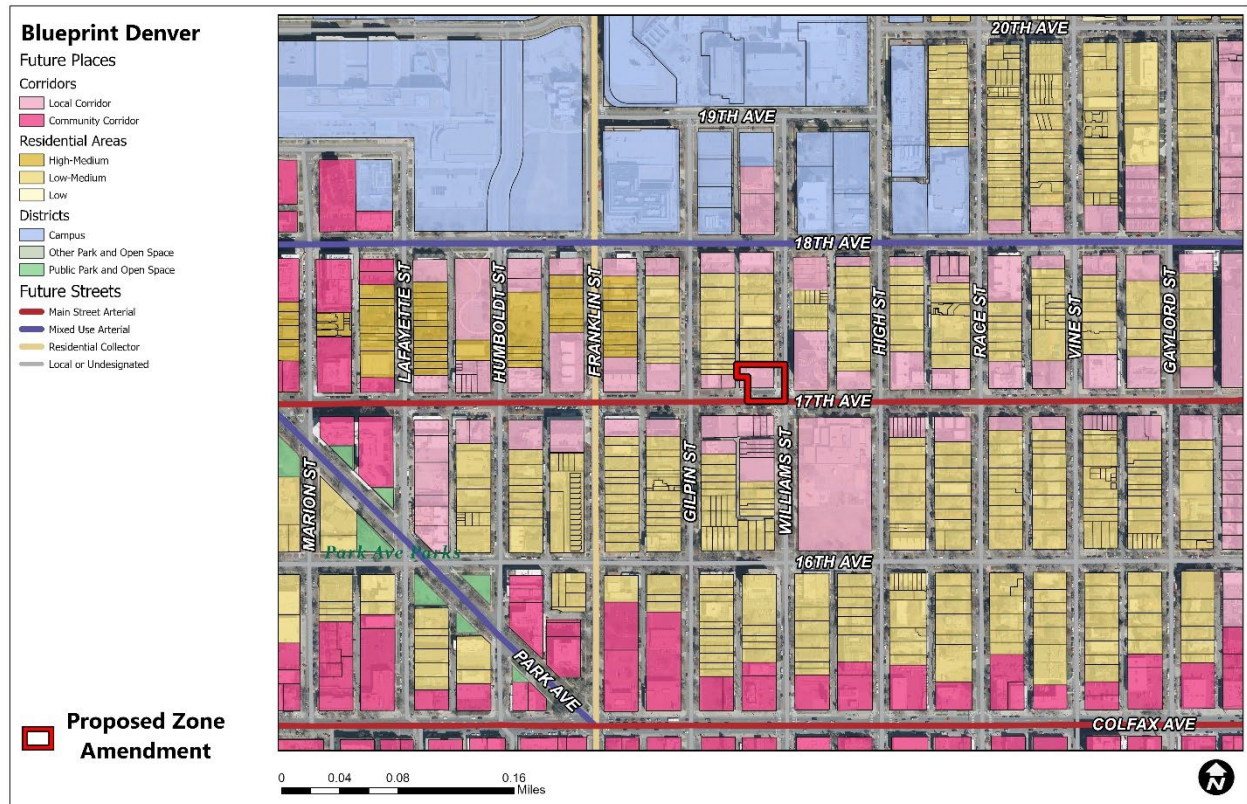 Blueprint Denver
Future Places
Corridors
Local Corridor
Community Corridor
Residential Areas
High-Medium
Low-Medium
Low
Districts
Campus
Other Park and Open Space
Public Park and Open Space
Future Streets
Main Street Arterial
Mixed Use Arterial
Residential Collector
Local or Undesignated
Proposed Zone
Amendment
20TH AVE
19TH AVE
18TH AVE
LAFAYETTE ST
HUMBOLDT ST
FRANKLIN ST
HIGH ST
RACE ST
VINE ST
GAYLORD ST
17TH AVE
MARION ST
GILPIN ST
WILLIAMS ST
Park Ave Parks
16TH AVE
PARK AVE
COLFAX AVE
0 0.04 0.08 0.16
Miles
N